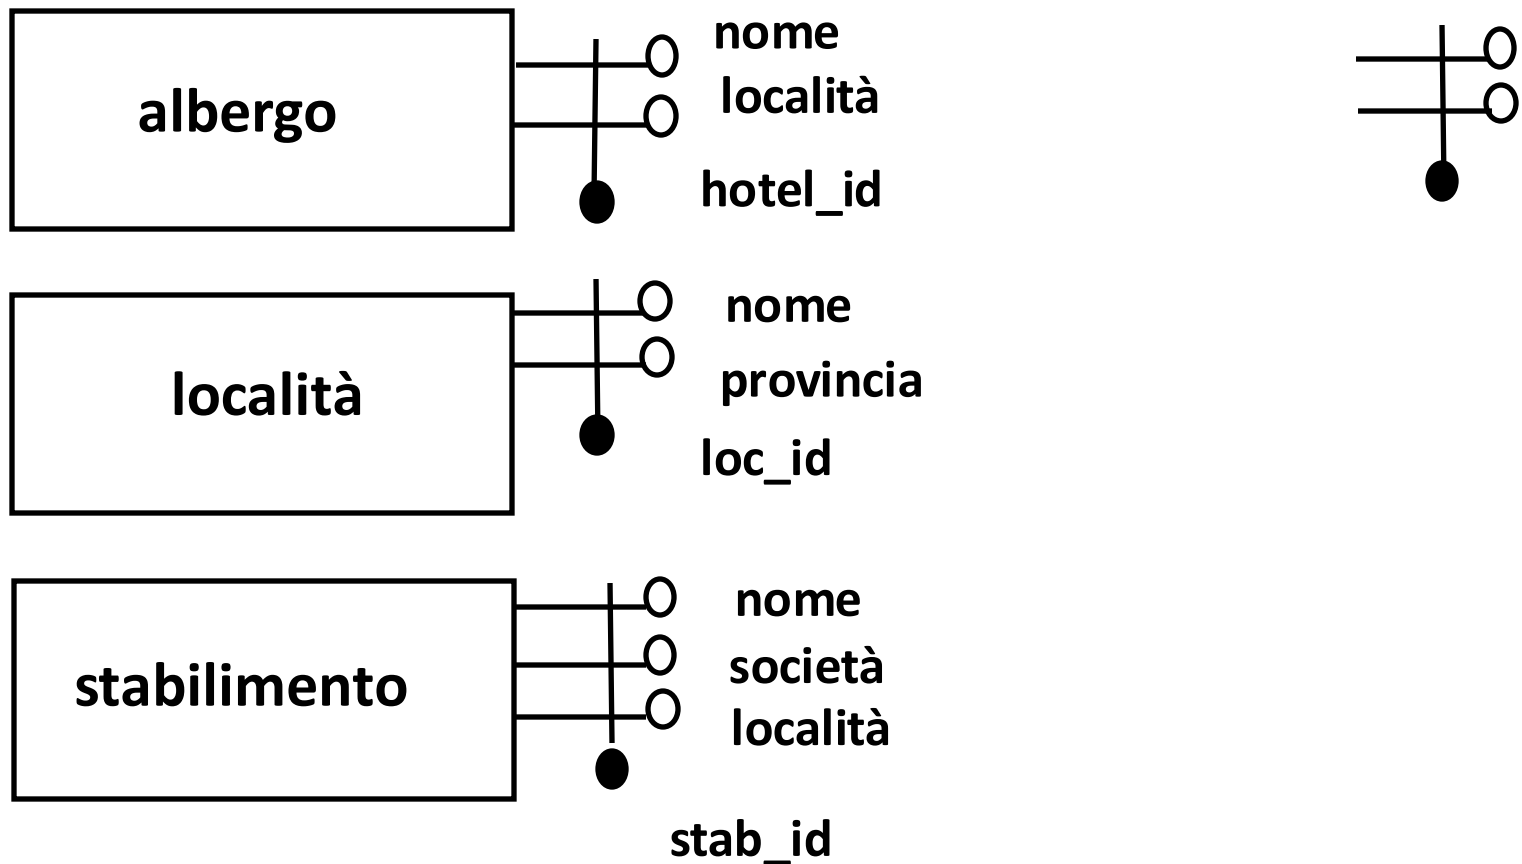 albergo
nome
località
hotel_id
località
nome
provincia
loc_id
stabilimento
nome
società
località
stab_id